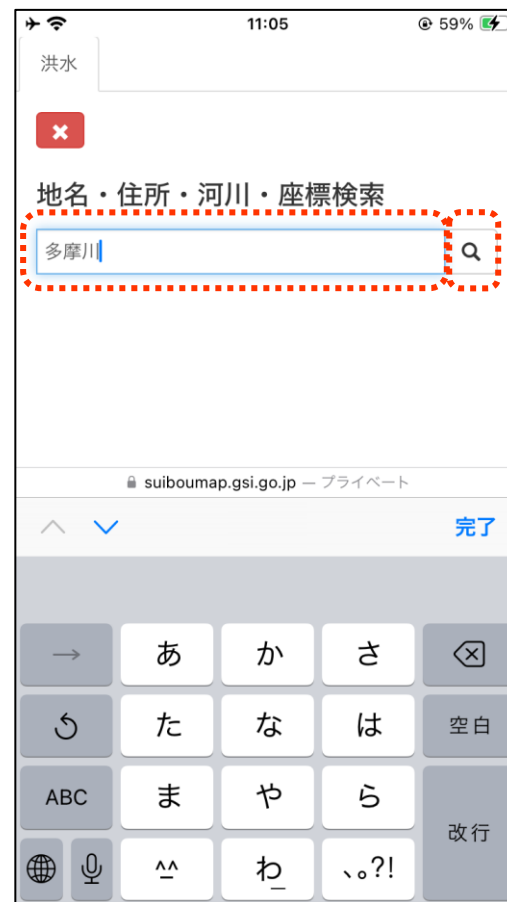 11:05
59%
洪水
地名・住所・河川・座標検索
多摩川
suiboumap.gsi.go.jp — プライベート
完了
→ あ か さ
た な は 空白
ABC ま や ら
改行
^^ わ_ 、。?!